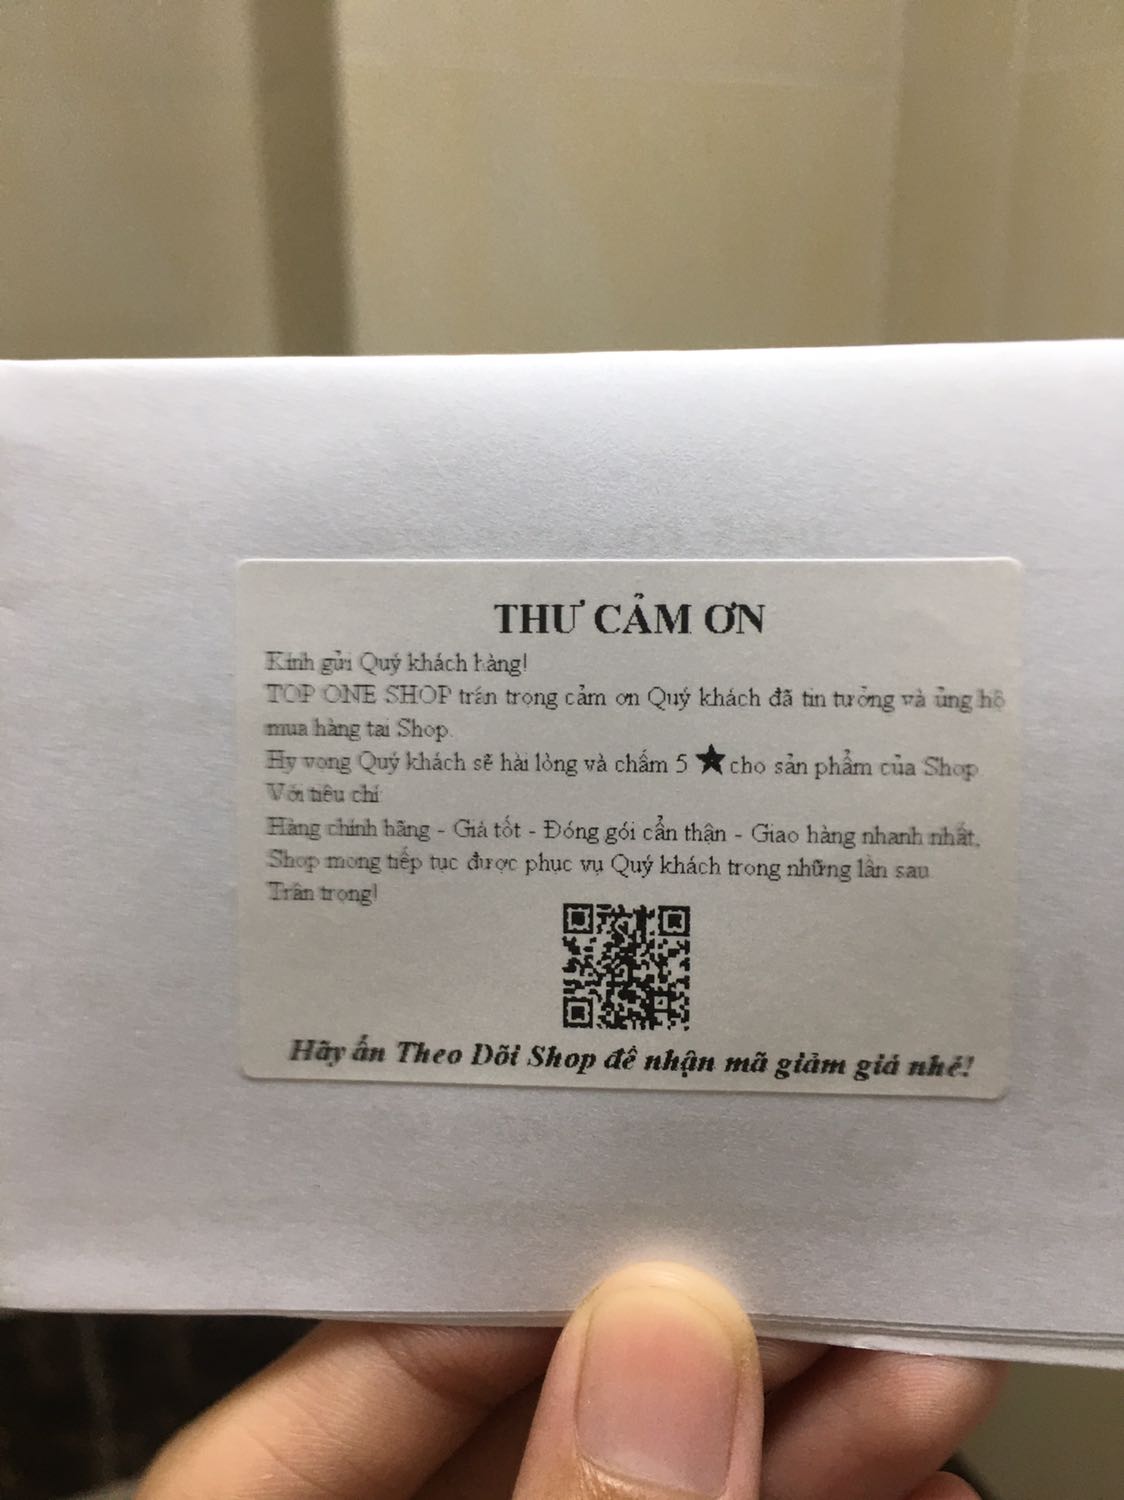 THƯ CẢM ƠN
Kính gửi Quý khách hàng!
TOP ONE SHOP trân trọng cảm ơn Quý khách đã tin tưởng và ủng hộ
mua hàng tại Shop.
Hy vọng Quý khách sẽ hài lòng và chấm 5 ★ cho sản phẩm của Shop
Với tiêu chí
Hàng chính hãng - Giá tốt - Đóng gói cẩn thận - Giao hàng nhanh nhất,
Shop mong tiếp tục được phục vụ Quý khách trong những lần sau
Trân trọng!
Hãy ấn Theo Dõi Shop để nhận mã giảm giá nhé!